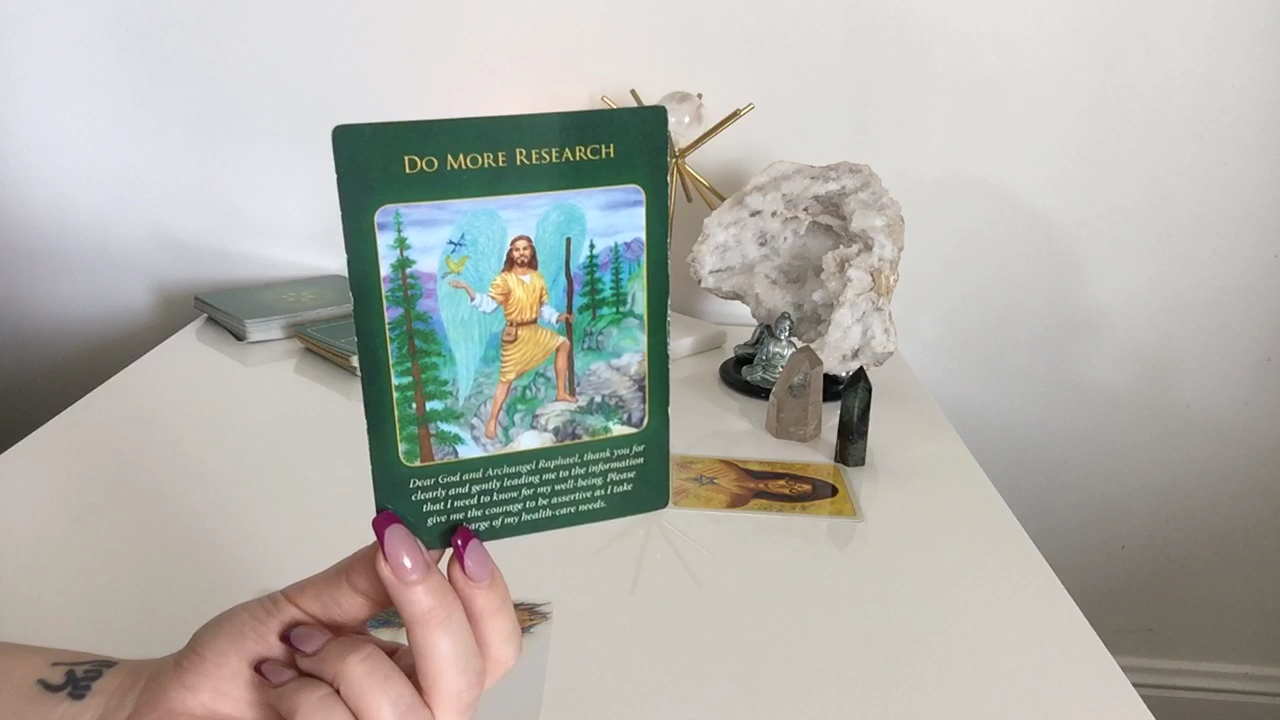 DO MORE RESEARCH
Dear God and Archangel Raphael, thank you for
clearly and gently leading me to the information
that I need to know for my well-being. Please
give me the courage to be assertive as I take
of my health-care needs.